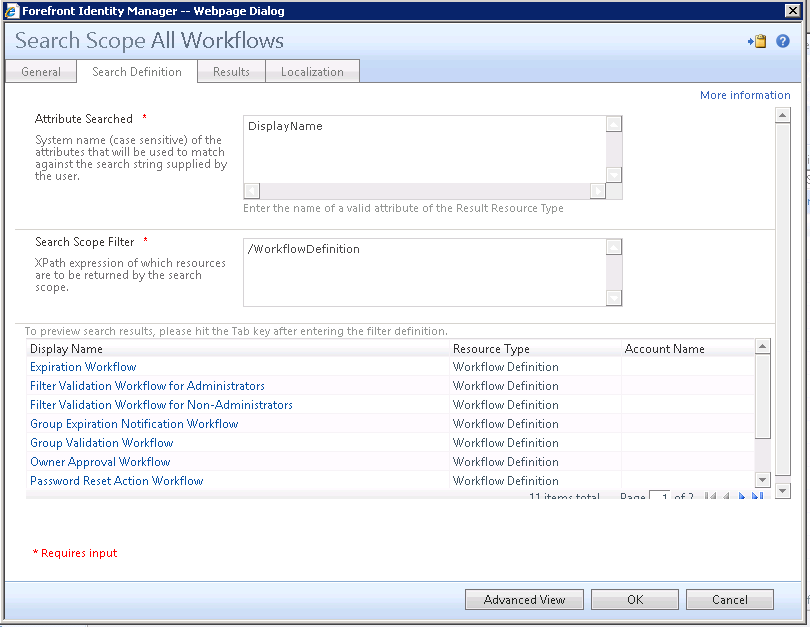 Forefront Identity Manager -- Webpage Dialog
Search Scope All Workflows
General
Search Definition
Results
Localization
More information
Attribute Searched *
System name (case sensitive) of the
attributes that will be used to match
against the search string supplied by
the user.
DisplayName
Enter the name of a valid attribute of the Result Resource Type
Search Scope Filter *
XPath expression of which resources
are to be returned by the search
scope.
/WorkflowDefinition
To preview search results, please hit the Tab key after entering the filter definition.
Display Name Resource Type Account Name
Expiration Workflow Workflow Definition
Filter Validation Workflow for Administrators Workflow Definition
Filter Validation Workflow for Non-Administrators Workflow Definition
Group Expiration Notification Workflow Workflow Definition
Group Validation Workflow Workflow Definition
Owner Approval Workflow Workflow Definition
Password Reset Action Workflow Workflow Definition
11 items total Page 1 of 2
* Requires input
Advanced View OK Cancel